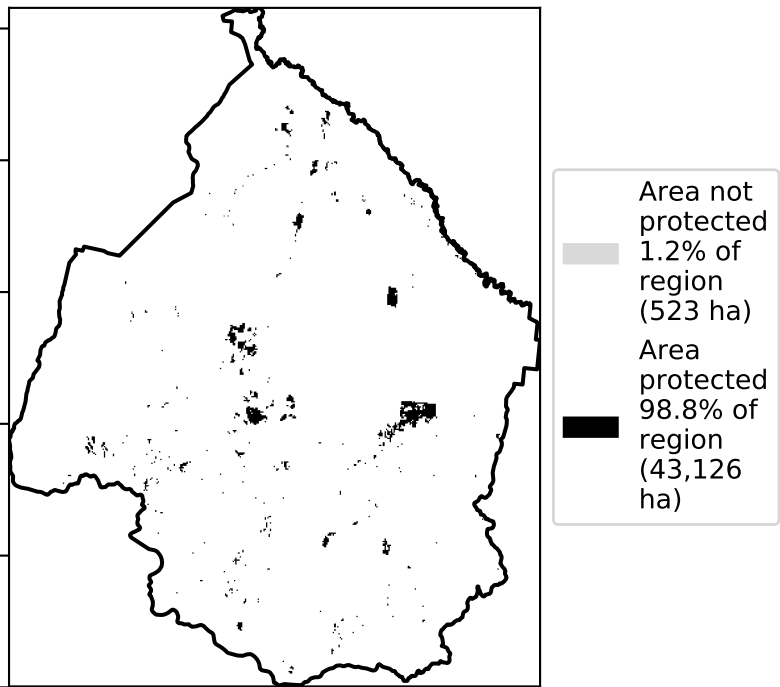 Area not
protected
1.2% of
region
(523 ha)
Area
protected
98.8% of
region
(43,126
ha)